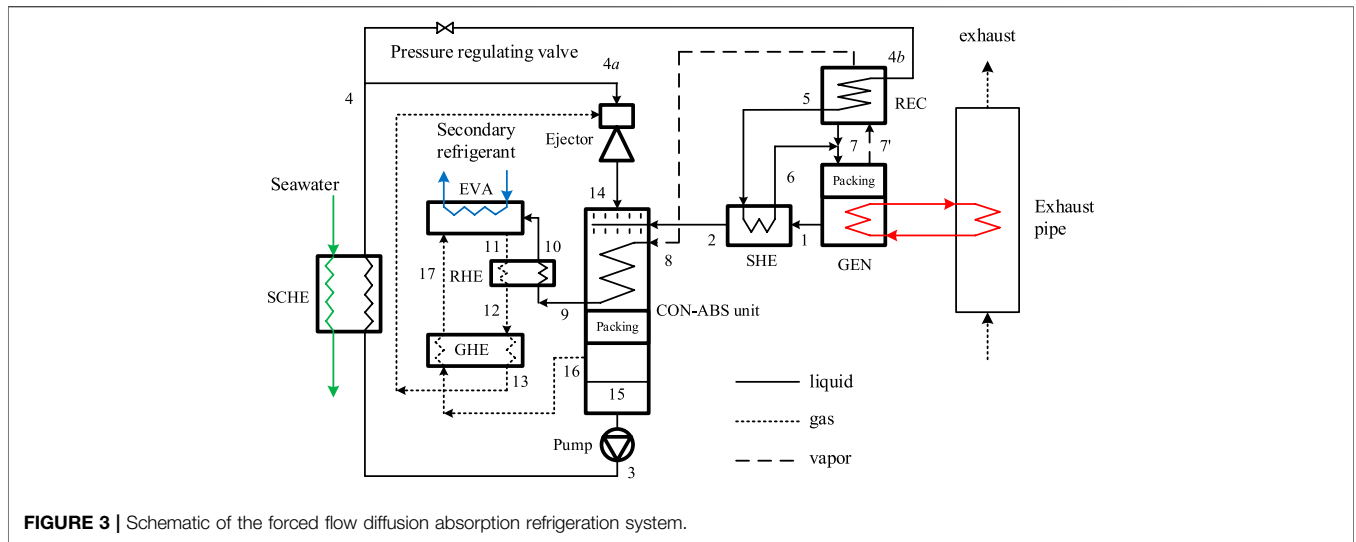 Pressure regulating valve
exhaust
4a
4b
4
5
REC
Ejector
Secondary
refrigerant
7
7'
6
Packing
Seawater
EVA
14
Exhaust
pipe
11
10
2
1
17
RHE
8
SHE
GEN
SCHE
12
9
CON-ABS unit
Packing
GHE
16
13
15
liquid
gas
Pump
vapor
3
FIGURE 3 | Schematic of the forced flow diffusion absorption refrigeration system.